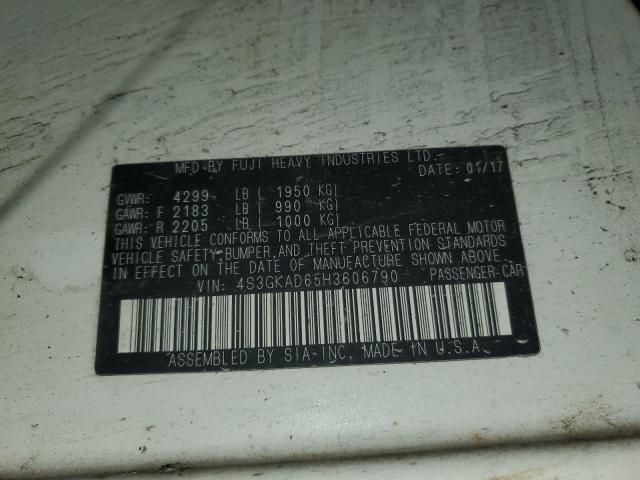 MFD BY FUJI HEAVY INDUSTRIES LTD.
DATE: 01/17
GVWR: 4299 LB ( 1950 KG)
GAWR: F 2183 LB ( 990 KG)
GAWR: R 2205 LB ( 1000 KG)
THIS VEHICLE CONFORMS TO ALL APPLICABLE FEDERAL MOTOR
VEHICLE SAFETY-BUMPER, AND THEFT PREVENTION STANDARDS
IN EFFECT ON THE DATE OF MANUFACTURE SHOWN ABOVE.
VIN: 4S3GKAD65H3606790 PASSENGER-CAR
ASSEMBLED BY SIA-INC. MADE IN U.S.A.